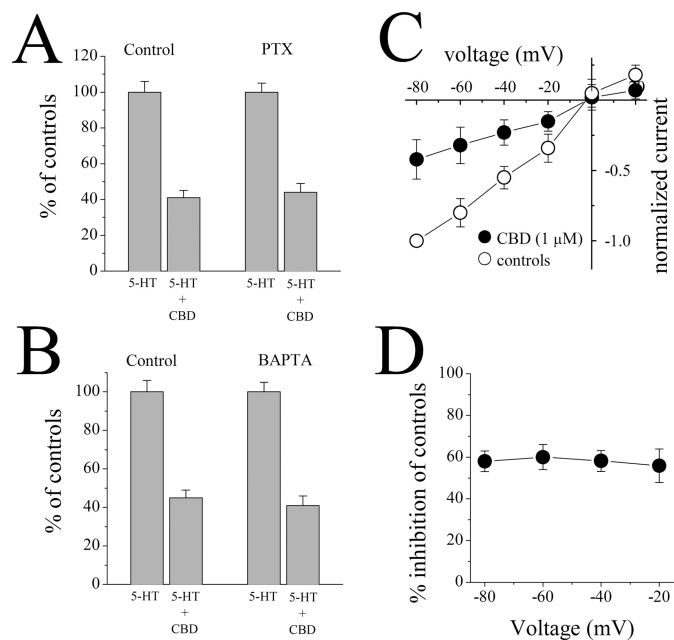 A
Control
PTX
% of controls
120
100
80
60
40
20
0
5-HT 5-HT 5-HT 5-HT
+ +
CBD CBD
B
Control
BAPTA
% of controls
100
80
60
40
20
0
5-HT 5-HT 5-HT 5-HT
+ +
CBD CBD
C
voltage (mV)
-80 -60 -40 -20
-0.5
-1.0
normalized current
CBD (1 μM)
controls
D
% inhibition of controls
100
80
60
40
20
0
-80 -60 -40 -20
Voltage (mV)